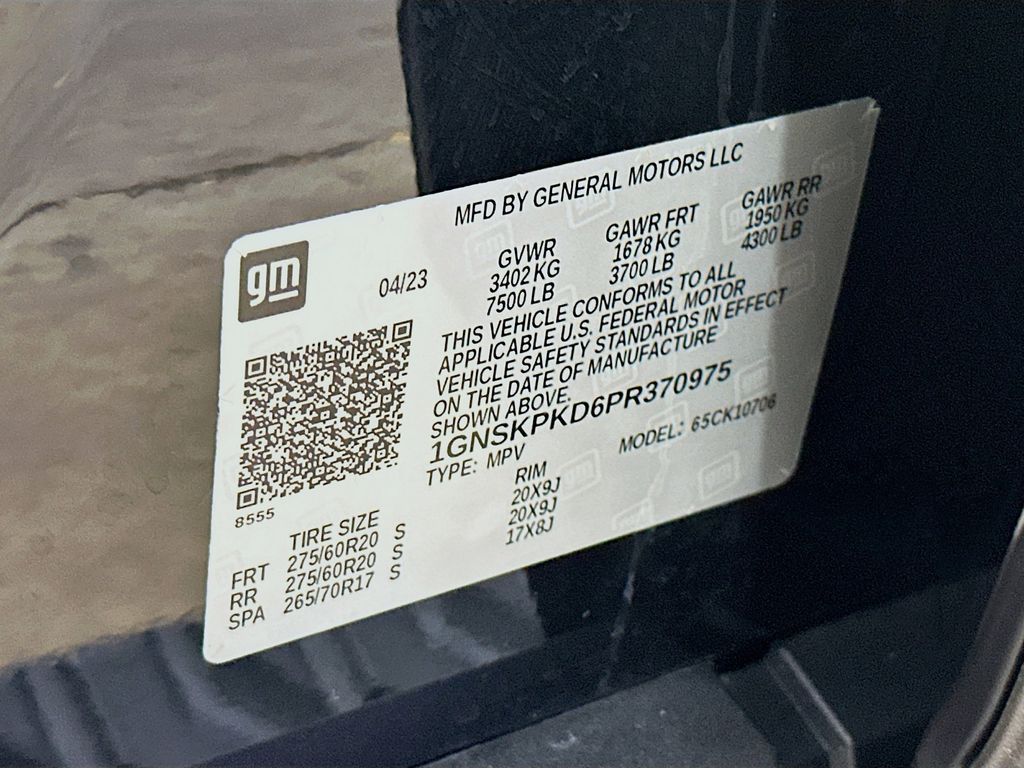 MFD BY GENERAL MOTORS LLC
gm
04/23
GVWR GAWR FRT GAWR RR
3402 KG 1678 KG 1950 KG
7500 LB 3700 LB 4300 LB
THIS VEHICLE CONFORMS TO ALL
APPLICABLE U.S. FEDERAL MOTOR
VEHICLE SAFETY STANDARDS IN EFFECT
ON THE DATE OF MANUFACTURE
SHOWN ABOVE.
1GNSKPKD6PR370975
TYPE: MPV MODEL: 65CK10706
8555
TIRE SIZE RIM
FRT 275/60R20 S 20X9J
RR 275/60R20 S 20X9J
SPA 265/70R17 S 17X8J